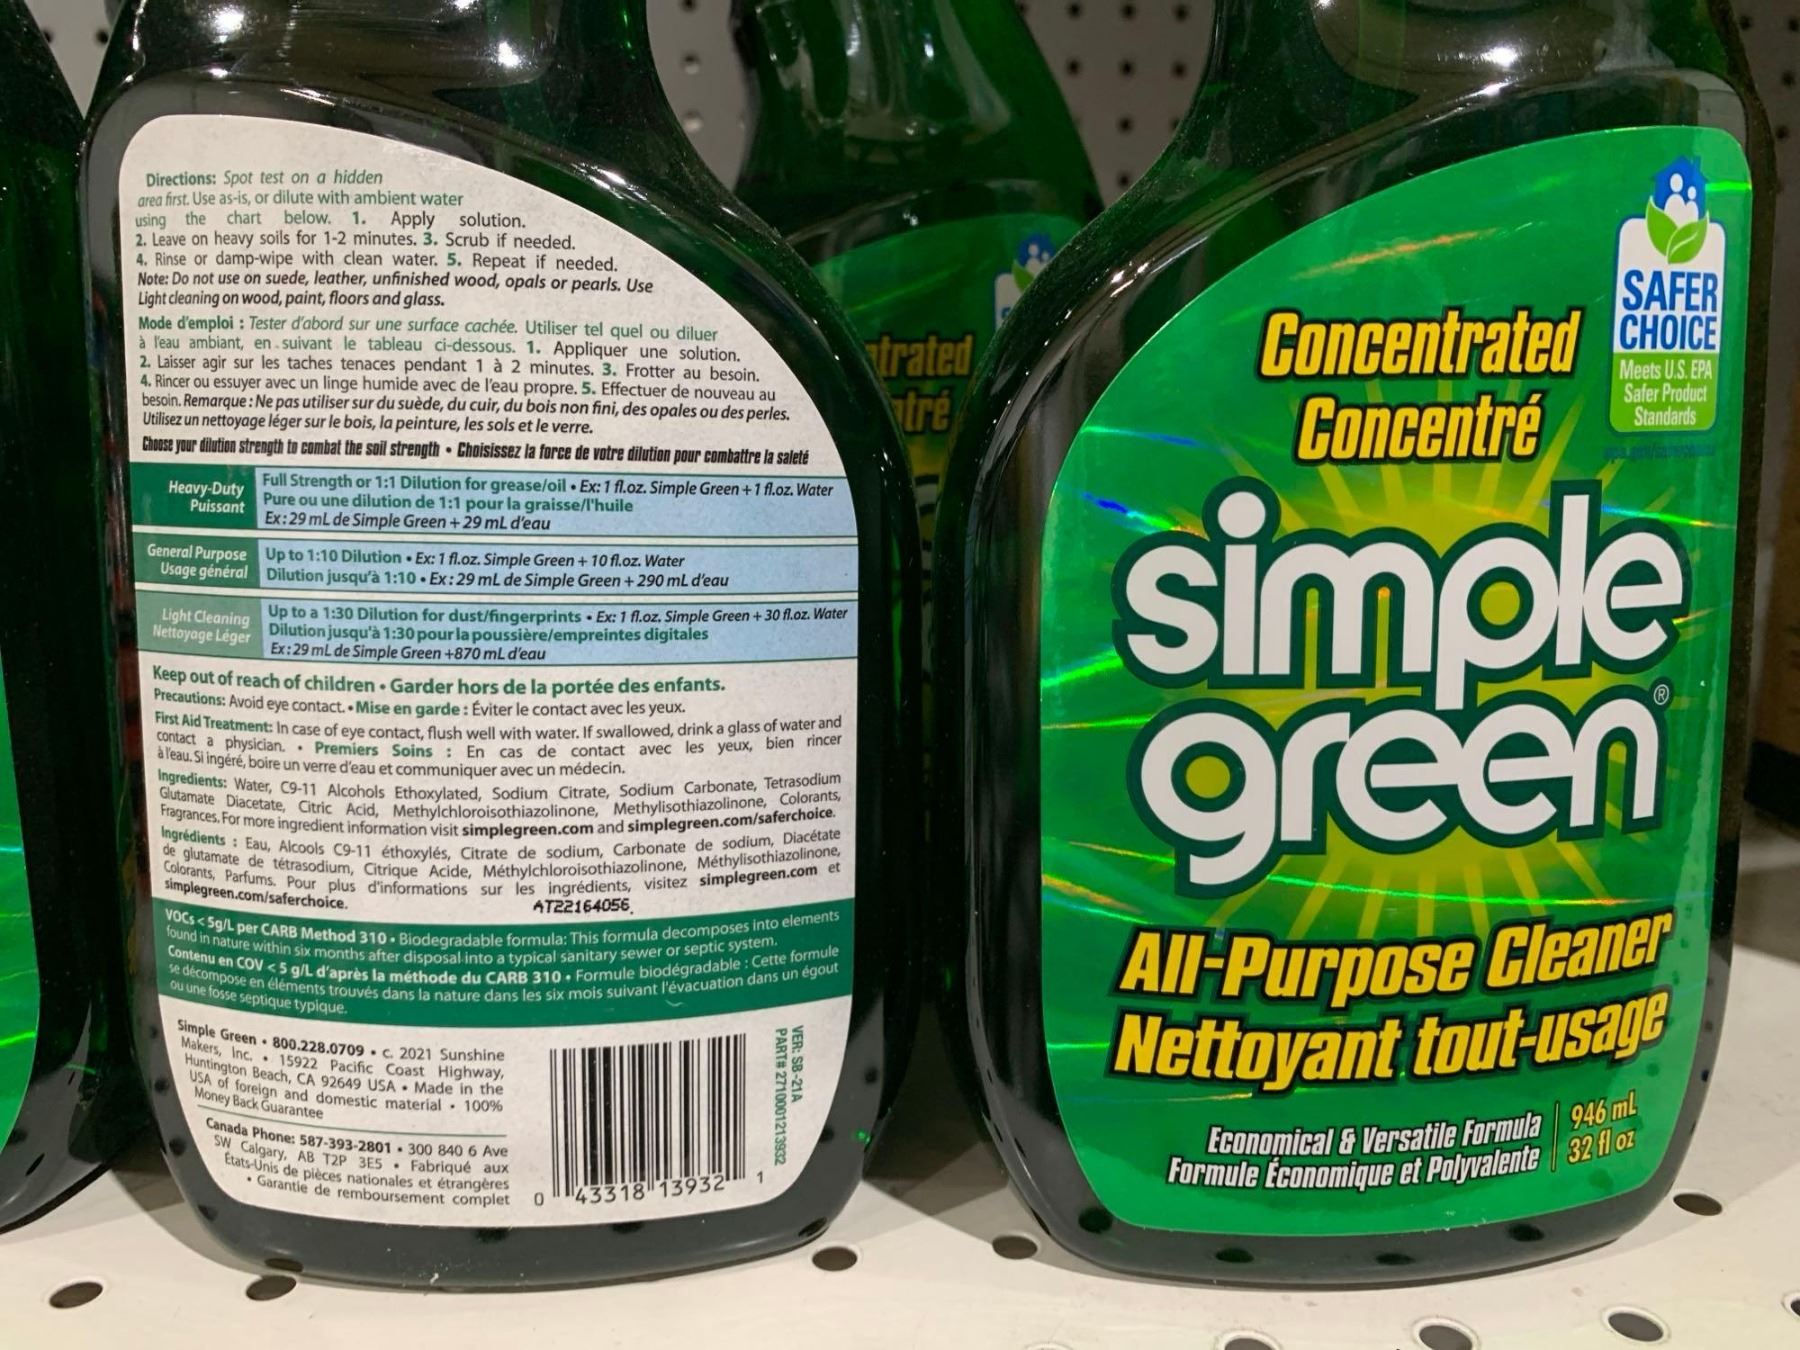 Directions: Spot test on a hidden
area first. Use as-is, or dilute with ambient water
using the chart below. 1. Apply solution.
2. Leave on heavy soils for 1-2 minutes. 3. Scrub if needed.
4. Rinse or damp-wipe with clean water. 5. Repeat if needed.
Note: Do not use on suede, leather, unfinished wood, opals or pearls. Use
Light cleaning on wood, paint, floors and glass.
Mode d'emploi : Tester d'abord sur une surface cachée. Utiliser tel quel ou diluer
à l'eau ambiant, en suivant le tableau ci-dessous. 1. Appliquer une solution.
2. Laisser agir sur les taches tenaces pendant 1 à 2 minutes. 3. Frotter au besoin.
4. Rincer ou essuyer avec un linge humide avec de l'eau propre. 5. Effectuer de nouveau au
besoin. Remarque : Ne pas utiliser sur du suède, du cuir, du bois non fini, des opales ou des perles.
Utilisez un nettoyage léger sur le bois, la peinture, les sols et le verre.
Choose your dilution strength to combat the soil strength • Choisissez la force de votre dilution pour combattre la saleté
Heavy-Duty
Puissant
Full Strength or 1:1 Dilution for grease/oil • Ex: 1 fl.oz. Simple Green + 1 fl.oz. Water
Pure ou une dilution de 1:1 pour la graisse/l'huile
Ex: 29 mL de Simple Green + 29 mL d'eau
General Purpose
Usage général
Up to 1:10 Dilution • Ex: 1 fl.oz. Simple Green + 10 fl.oz. Water
Dilution jusqu'à 1:10 • Ex: 29 mL de Simple Green + 290 mL d'eau
Light Cleaning
Nettoyage Léger
Up to a 1:30 Dilution for dust/fingerprints • Ex: 1 fl.oz. Simple Green + 30 fl.oz. Water
Dilution jusqu'à 1:30 pour la poussière/empreintes digitales
Ex: 29 mL de Simple Green +870 mL d'eau
Keep out of reach of children • Garder hors de la portée des enfants.
Precautions: Avoid eye contact. • Mise en garde : Éviter le contact avec les yeux.
First Aid Treatment: In case of eye contact, flush well with water. If swallowed, drink a glass of water and
contact a physician. • Premiers Soins : En cas de contact avec les yeux, bien rincer
à l'eau. Si ingéré, boire un verre d'eau et communiquer avec un médecin.
Ingredients: Water, C9-11 Alcohols Ethoxylated, Sodium Citrate, Sodium Carbonate, Tetrasodium
Glutamate Diacetate, Citric Acid, Methylchloroisothiazolinone, Methylisothiazolinone, Colorants,
Fragrances. For more ingredient information visit simplegreen.com and simplegreen.com/saferchoice.
Ingrédients : Eau, Alcools C9-11 éthoxylés, Citrate de sodium, Carbonate de sodium, Diacétate
de glutamate de tétrasodium, Citrique Acide, Méthylchloroisothiazolinone, Méthylisothiazolinone,
Colorants, Parfums. Pour plus d'informations sur les ingrédients, visitez simplegreen.com et
simplegreen.com/saferchoice.
AT22164056
VOCs < 5g/L per CARB Method 310 • Biodegradable formula: This formula decomposes into elements
found in nature within six months after disposal into a typical sanitary sewer or septic system.
Contenu en COV < 5 g/L d'après la méthode du CARB 310 • Formule biodégradable : Cette formule
se décompose en éléments trouvés dans la nature dans les six mois suivant l'évacuation dans un égout
ou une fosse septique typique.
Simple Green • 800.228.0709 • c. 2021 Sunshine
Makers, Inc. • 15922 Pacific Coast Highway,
Huntington Beach, CA 92649 USA • Made in the
USA of foreign and domestic material • 100%
Money Back Guarantee
Canada Phone: 587-393-2801 • 300 840 6 Ave
SW Calgary, AB T2P 3E5 • Fabriqué aux
États-Unis de pièces nationales et étrangères
• Garantie de remboursement complet
0 43318 13932 1
VER: SB-21A
PART# 2710001213932
trated
tré
SAFER
CHOICE
Meets U.S. EPA
Safer Product
Standards
Concentrated
Concentré
simple
green®
All-Purpose Cleaner
Nettoyant tout-usage
Economical & Versatile Formula
Formule Économique et Polyvalente
946 mL
32 fl oz